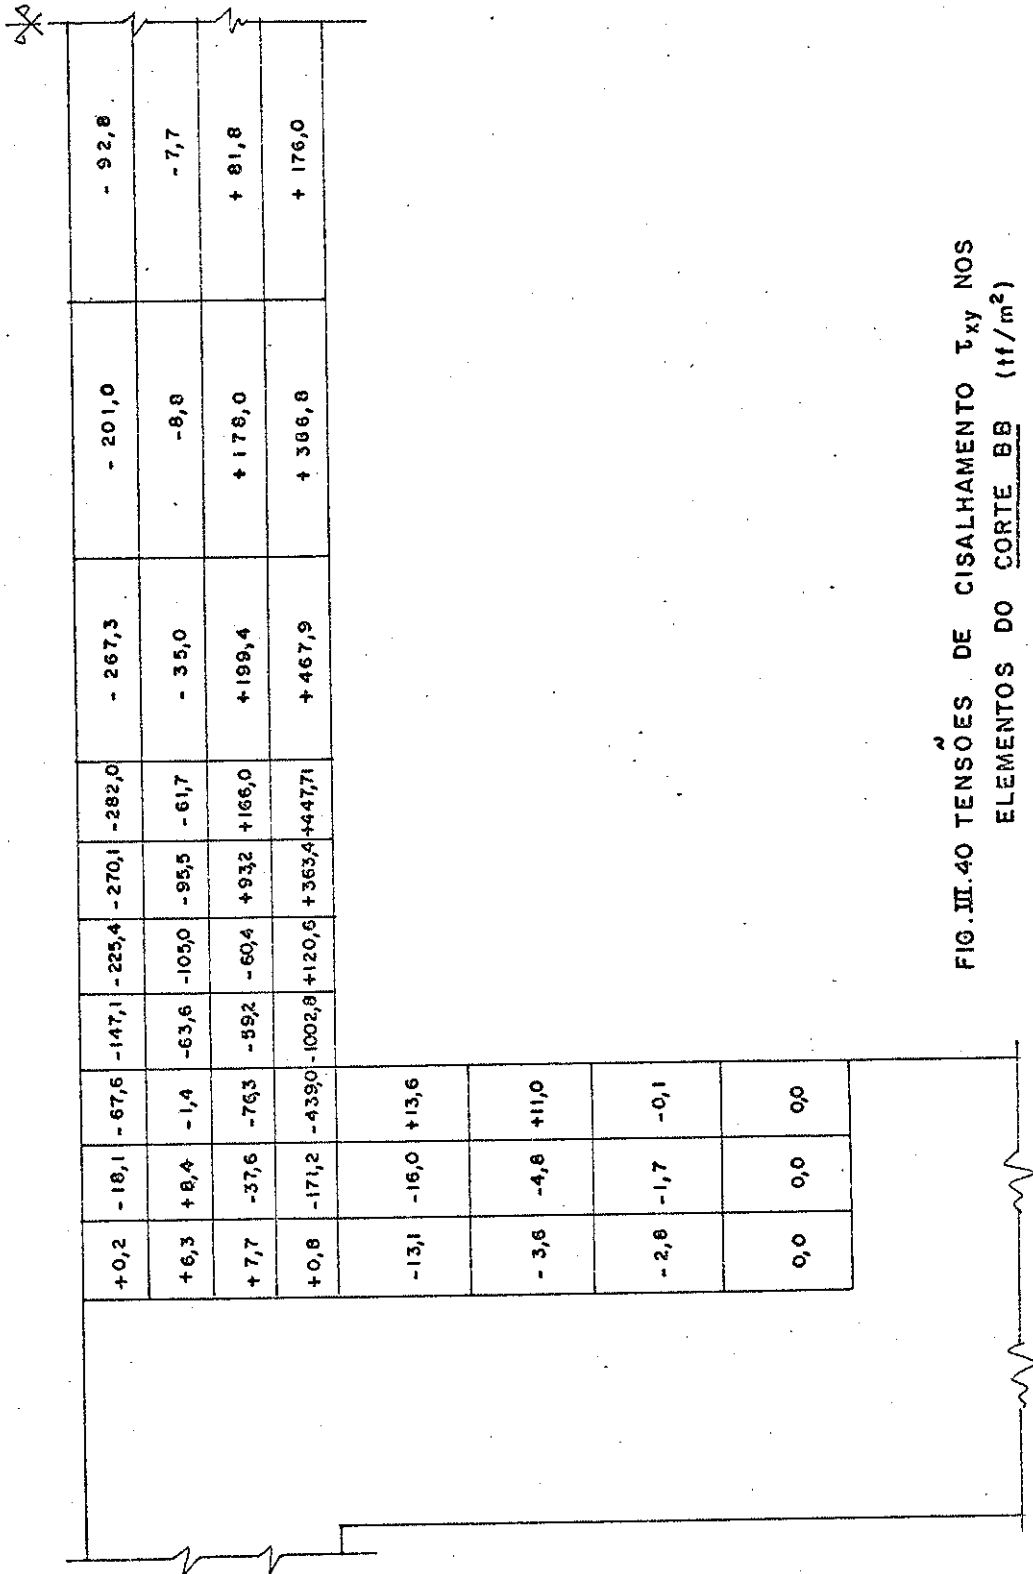 +0,2 -18,1 -67,6 -147,1 -225,4 -270,1 -282,0 -267,3 -201,0 -92,8
+6,3 +8,4 -1,4 -63,6 -105,0 -95,5 -61,7 -35,0 -8,8 -7,7
+7,7 -37,6 -76,3 -59,2 -60,4 +93,2 +166,0 +199,4 +178,0 +81,8
+0,8 -171,2 -439,0 -1002,8 +120,6 +363,4 +447,71 +467,9 +386,8 +176,0
-13,1 -16,0 +13,6
-3,6 -4,8 +11,0
-2,8 -1,7 -0,1
0,0 0,0 0,0
FIG.III.40 TENSÕES DE CISALHAMENTO τxy NOS
ELEMENTOS DO CORTE BB (tf/m²)